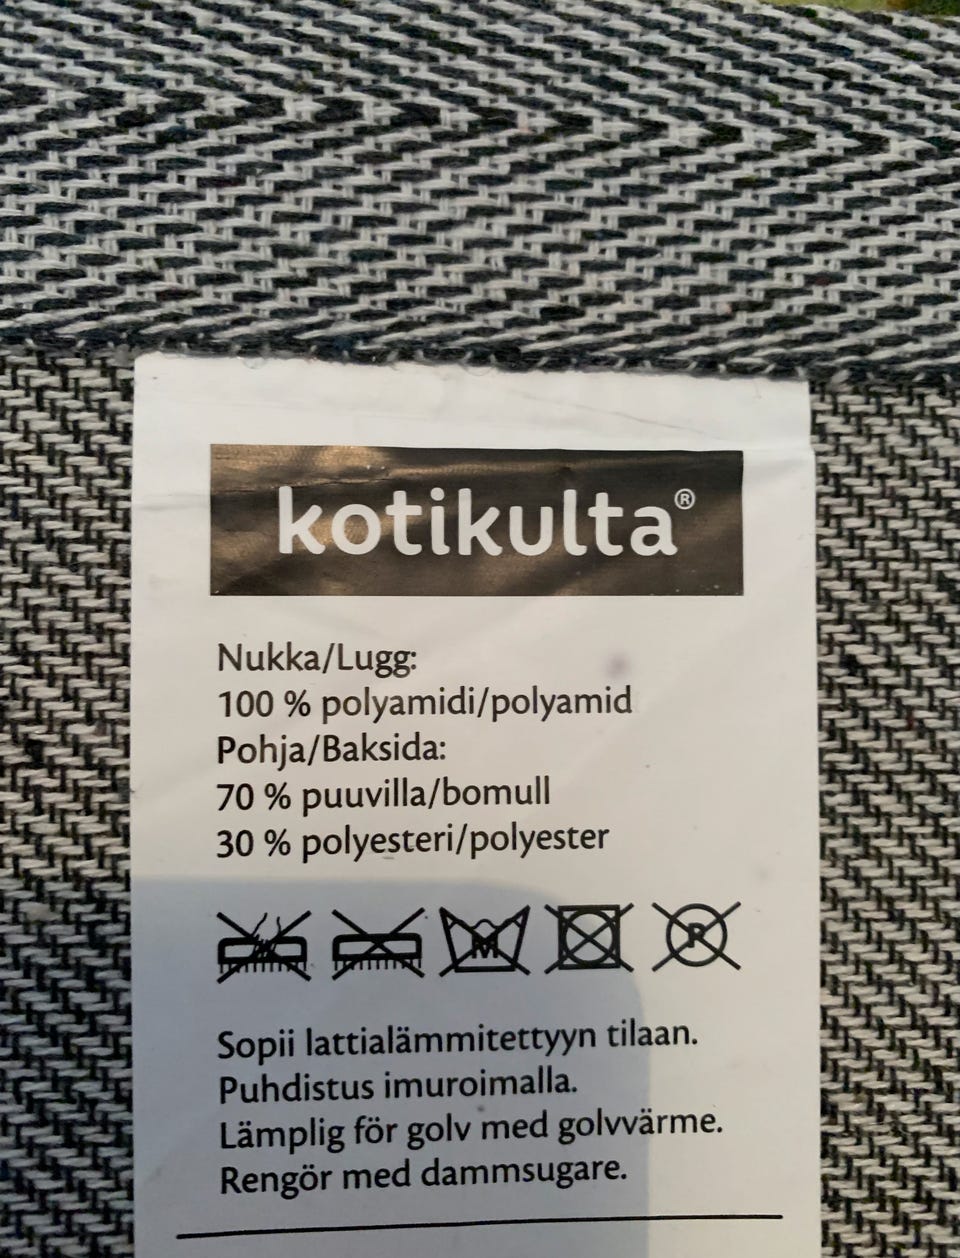 kotikulta®
Nukka/Lugg:
100 % polyamidi/polyamid
Pohja/Baksida:
70 % puuvilla/bomull
30 % polyesteri/polyester
M P
Sopii lattialämmitettyyn tilaan.
Puhdistus imuroimalla.
Lämplig för golv med golvvärme.
Rengör med dammsugare.